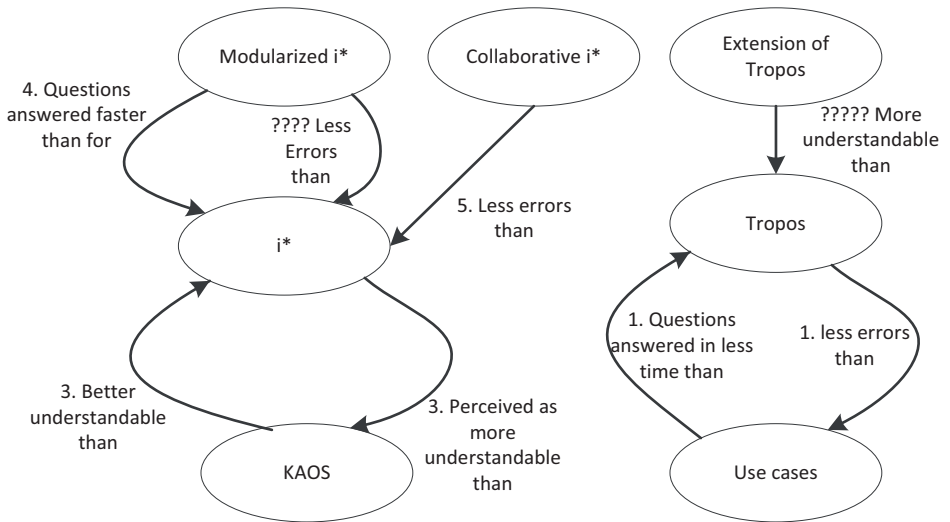 Modularized i*
Collaborative i*
Extension of
Tropos
4. Questions
answered faster
than for
???? Less
Errors
than
????? More
understandable
than
5. Less errors
than
i*
Tropos
1. Questions
answered in less
time than
1. less errors
than
3. Better
understandable
than
3. Perceived as
more
understandable
than
KAOS
Use cases